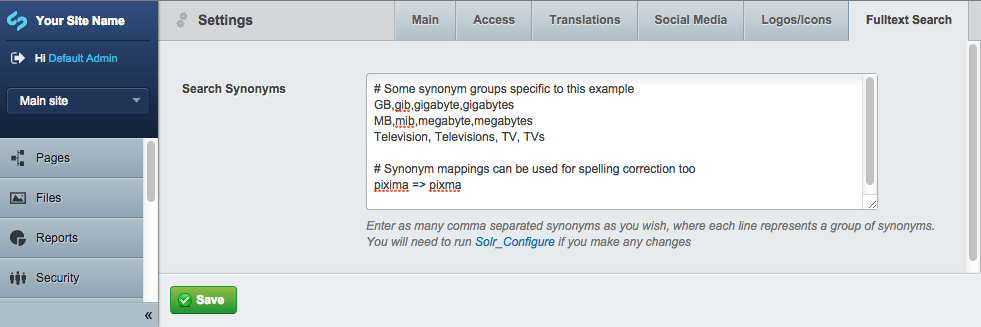 Your Site Name
Hi Default Admin
Main site
Pages
Files
Reports
Security
«
Settings
Main
Access
Translations
Social Media
Logos/Icons
Fulltext Search
Search Synonyms
# Some synonym groups specific to this example
GB,gib,gigabyte,gigabytes
MB,mib,megabyte,megabytes
Television, Televisions, TV, TVs
# Synonym mappings can be used for spelling correction too
pixima => pixma
Enter as many comma separated synonyms as you wish, where each line represents a group of synonyms.
You will need to run Solr_Configure if you make any changes
Save